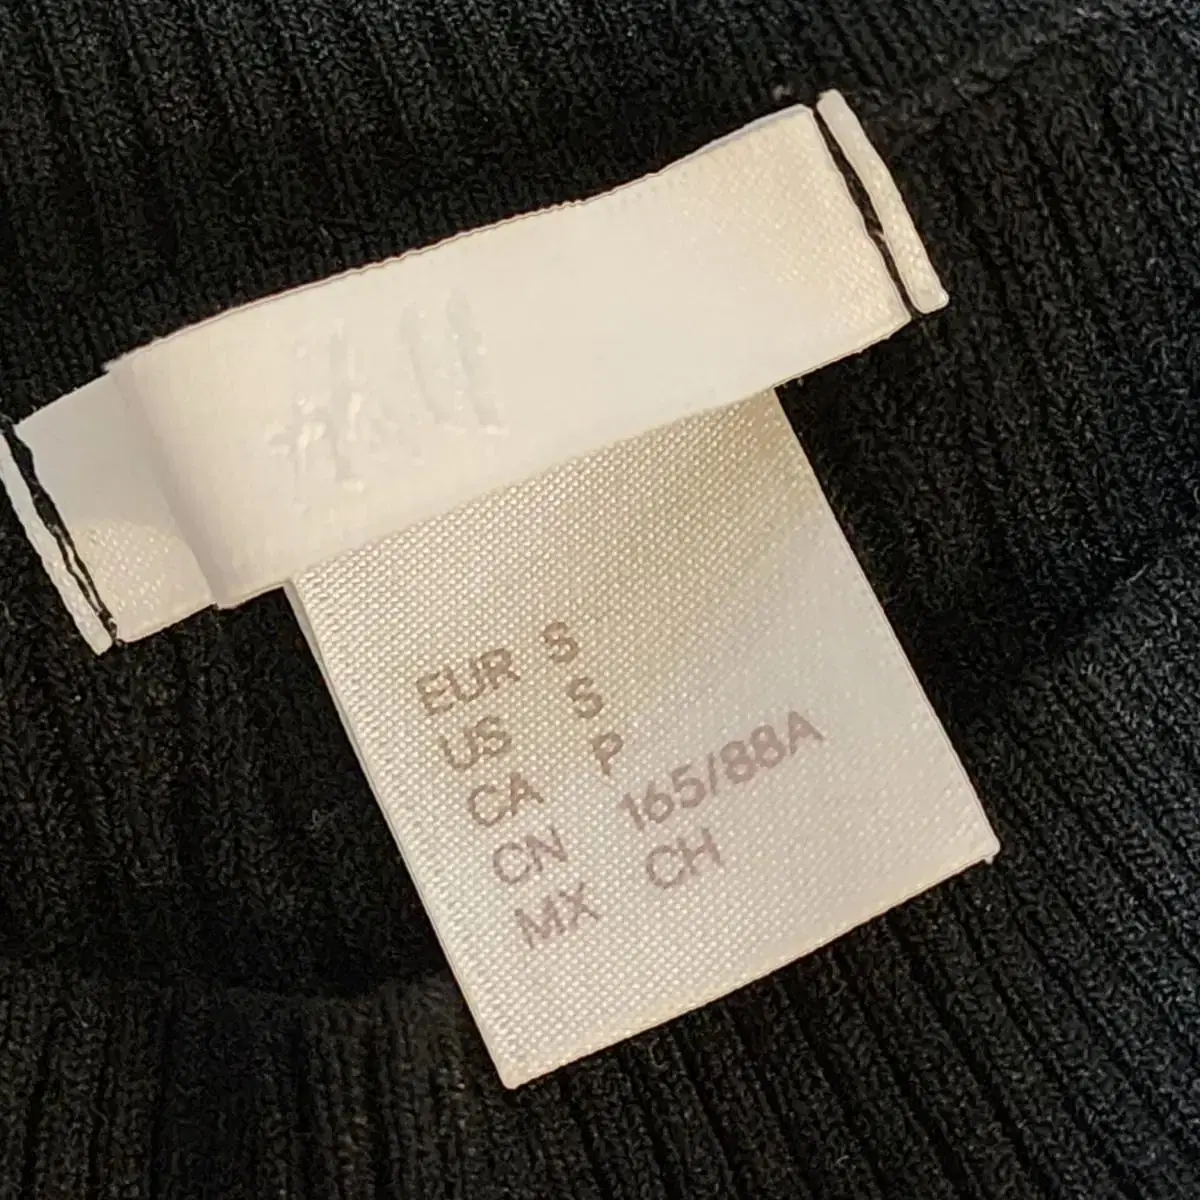 EUR S
US S
CA P
CN 165/88A
MX CH